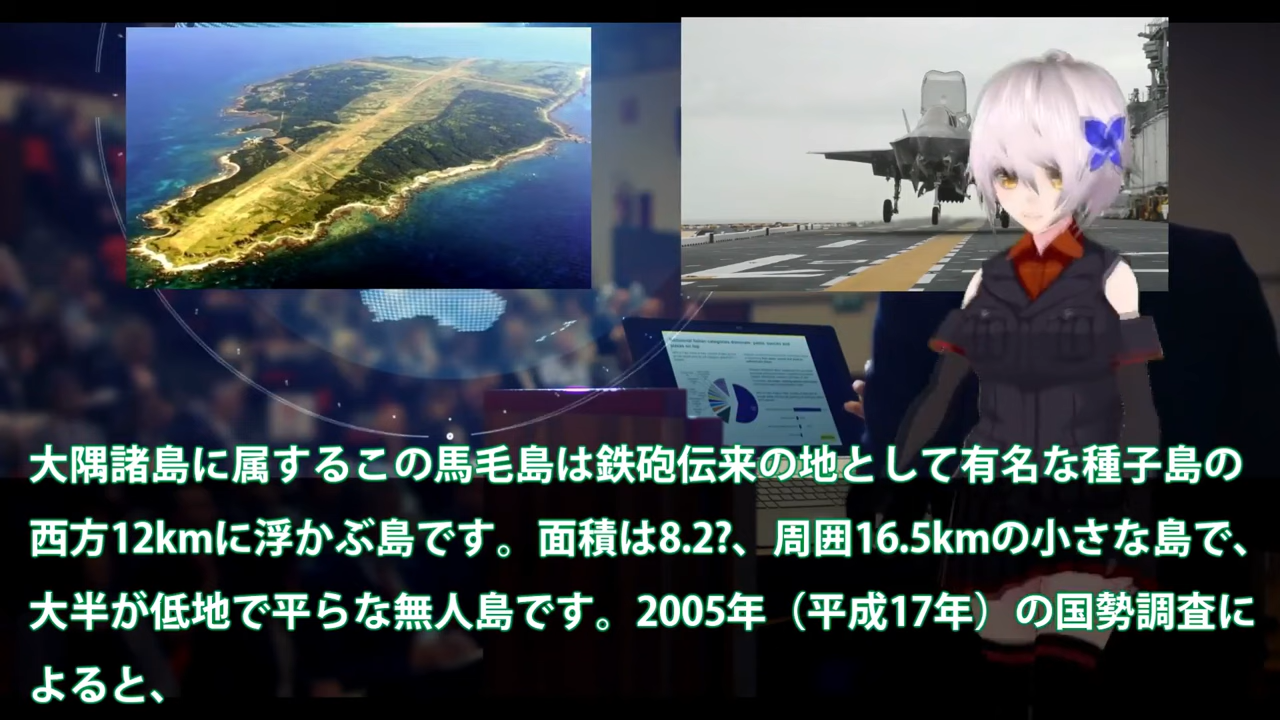 大隅諸島に属するこの馬毛島は鉄砲伝来の地として有名な種子島の
西方12kmに浮かぶ島です。面積は8.2?、周囲16.5kmの小さな島で、
大半が低地で平らな無人島です。2005年（平成17年）の国勢調査に
よると、